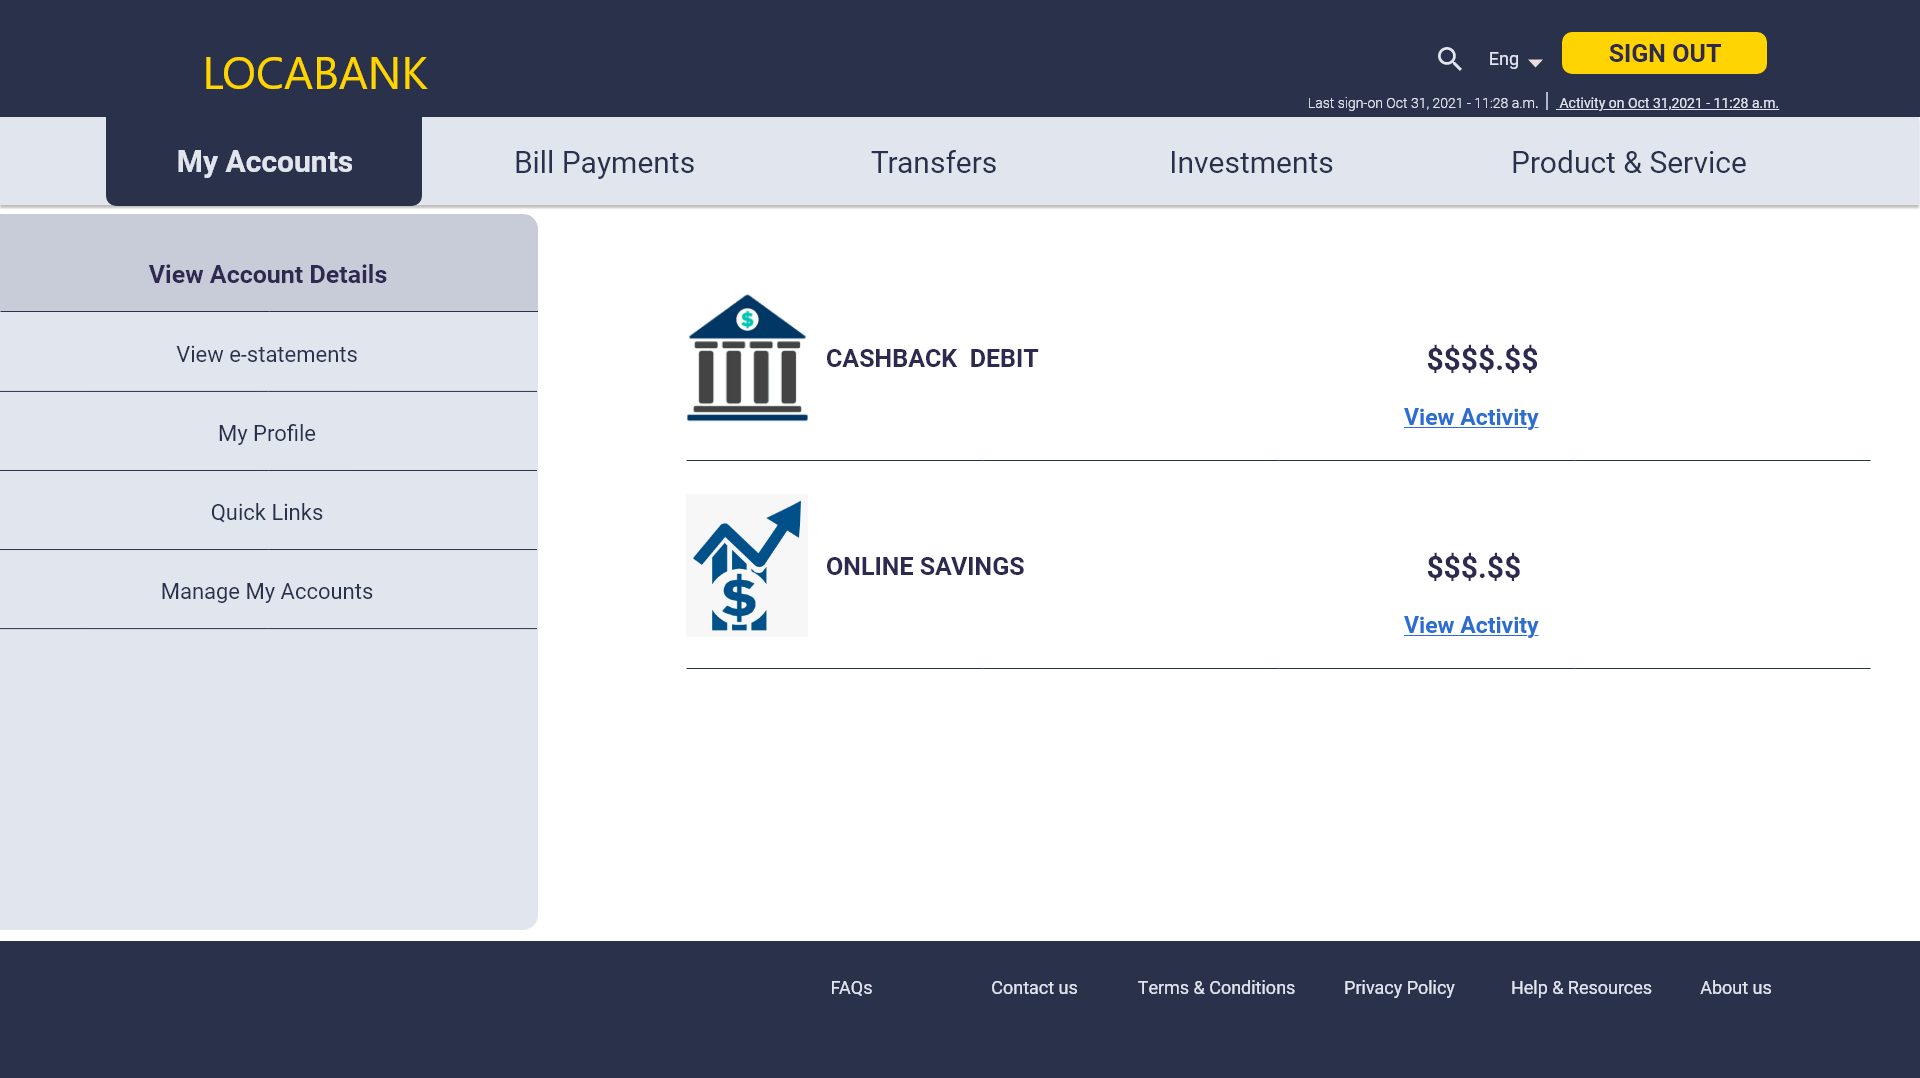 LOCABANK
Eng
SIGN OUT
Last sign-on Oct 31, 2021 - 11:28 a.m.
Activity on Oct 31,2021 - 11:28 a.m.
My Accounts
Bill Payments
Transfers
Investments
Product & Service
View Account Details
View e-statements
My Profile
Quick Links
Manage My Accounts
$
CASHBACK  DEBIT
$$$$.$$
View Activity
$
ONLINE SAVINGS
$$$.$$
View Activity
FAQs
Contact us
Terms & Conditions
Privacy Policy
Help & Resources
About us